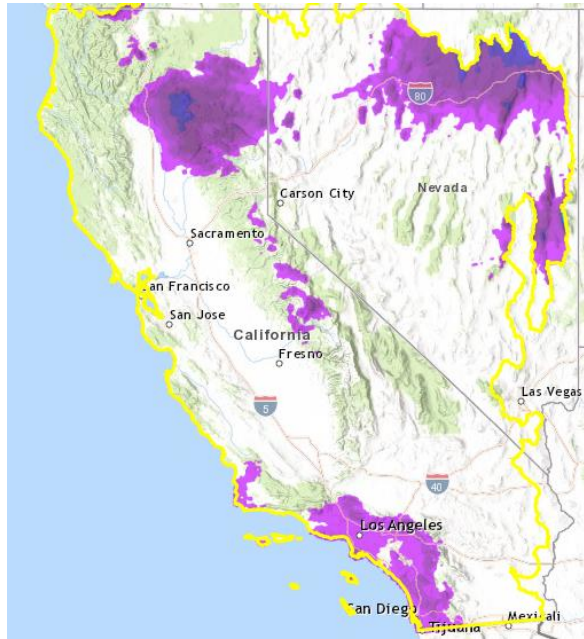 80
Nevada
Carson City
Sacramento
San Francisco
San Jose
California
Fresno
Las Vegas
5
40
Los Angeles
San Diego
Tijuana
Mexicali